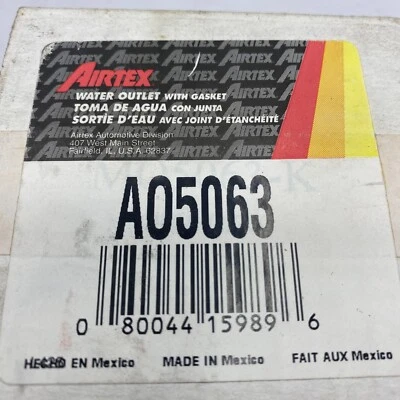 AIRTEX
WATER OUTLET WITH GASKET
TOMA DE AGUA CON JUNTA
SORTIE D'EAU AVEC JOINT D'ÉTANCHÉITÉ
Airtex Automotive Division
407 West Main Street
Fairfield, IL, U.S.A. 62837
AIRTEX
AO5063
0 80044 15989 6
HECHO EN Mexico MADE IN Mexico FAIT AUX Mexico